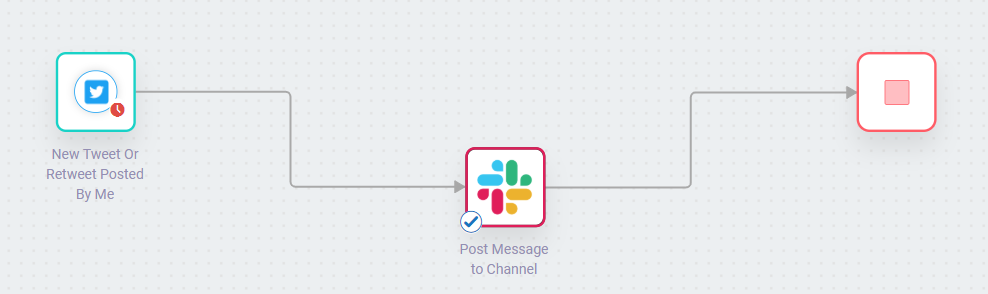 New Tweet Or
Retweet Posted
By Me
Post Message
to Channel